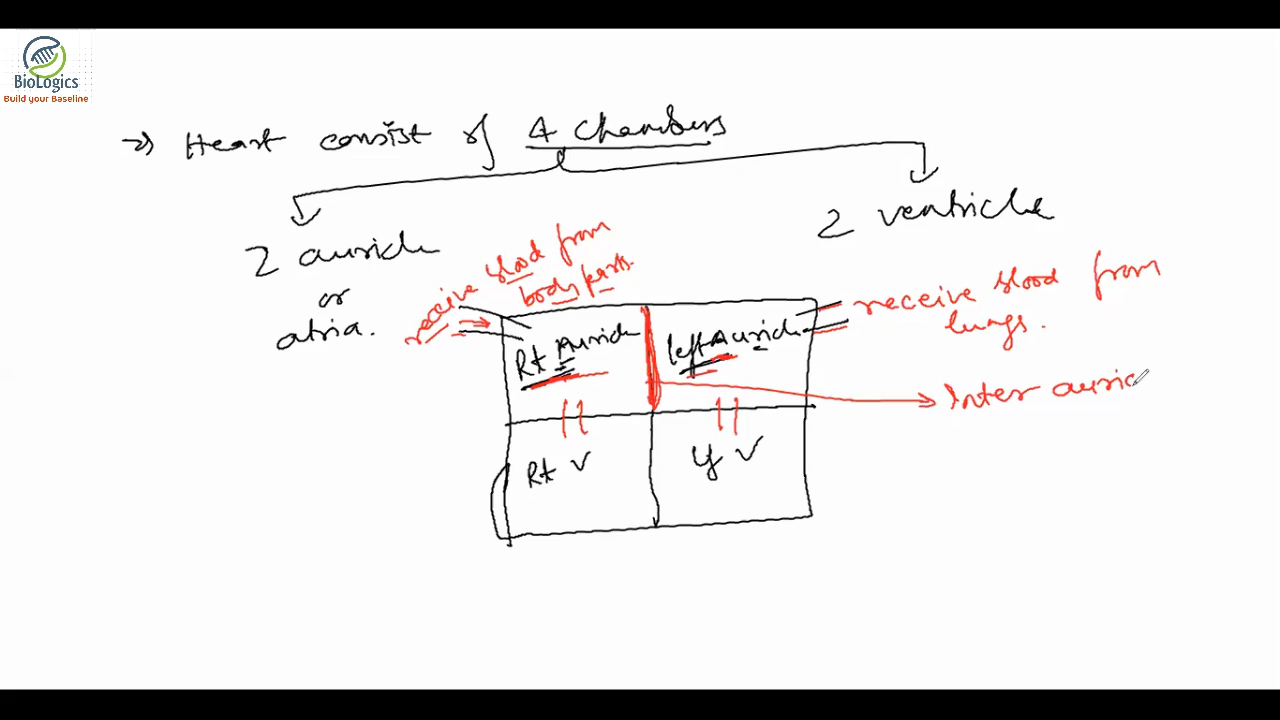 BioLogics
Build your Baseline
Heart consist of 4 chambers
2 auricle
or
atria.
2 ventricle
receive blood from
body parts.
receive blood from
lungs.
Rt Auricle
left Auricle
Inter auric
Rt V
lf V